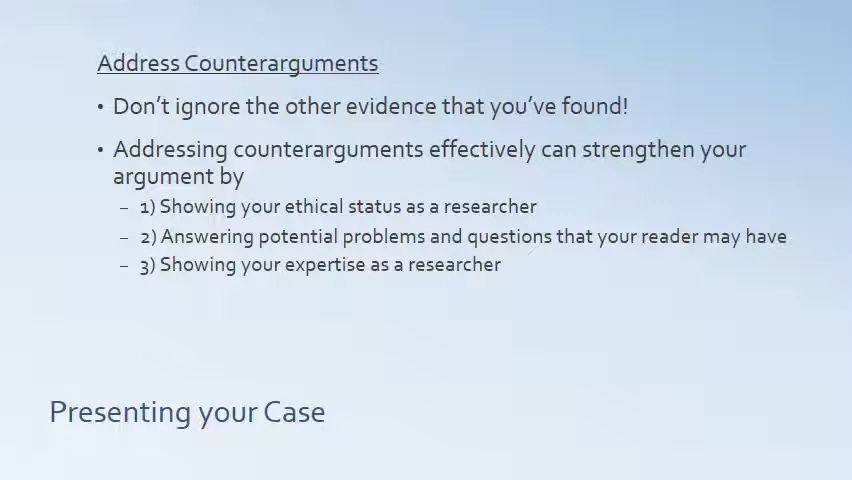 Address Counterarguments
• Don’t ignore the other evidence that you’ve found!
• Addressing counterarguments effectively can strengthen your
argument by
– 1) Showing your ethical status as a researcher
– 2) Answering potential problems and questions that your reader may have
– 3) Showing your expertise as a researcher
Presenting your Case